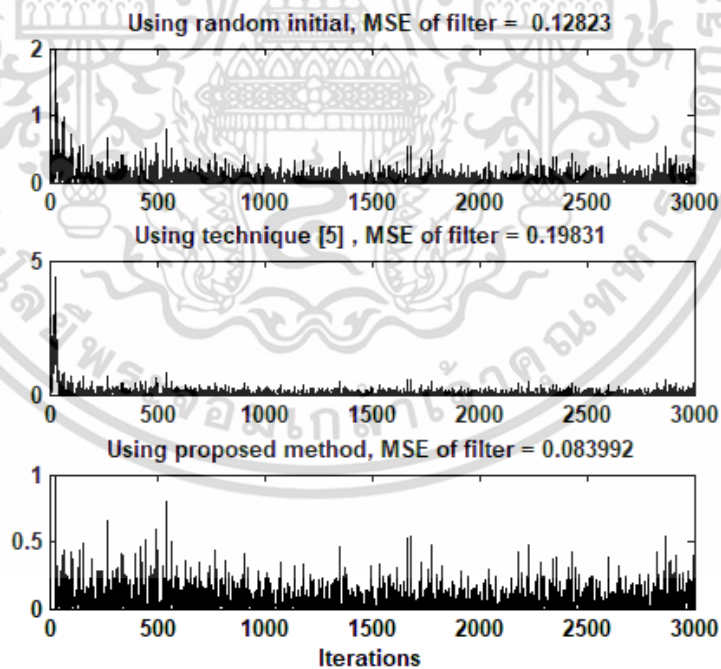 Using random initial, MSE of filter = 0.12823
2
1
0
0 500 1000 1500 2000 2500 3000
Using technique [5] , MSE of filter = 0.19831
5
0
0 500 1000 1500 2000 2500 3000
Using proposed method, MSE of filter = 0.083992
1
0.5
0
0 500 1000 1500 2000 2500 3000
Iterations